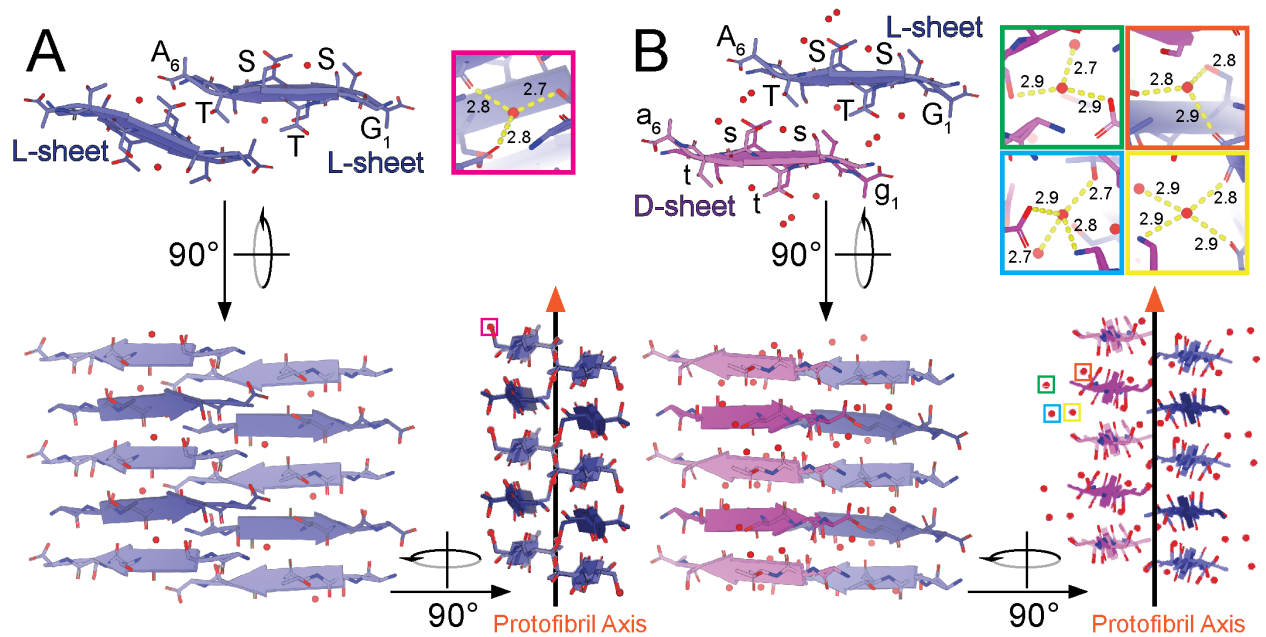 A
A6
S
S
T
T
G1
L-sheet
L-sheet
2.8
2.7
2.8
90°
90°
Protofibril Axis
B
A6
S
S
L-sheet
T
T
G1
a6
s
s
t
t
g1
D-sheet
2.7
2.9
2.9
2.8
2.8
2.9
2.9
2.7
2.8
2.7
2.9
2.8
2.9
2.9
90°
90°
Protofibril Axis